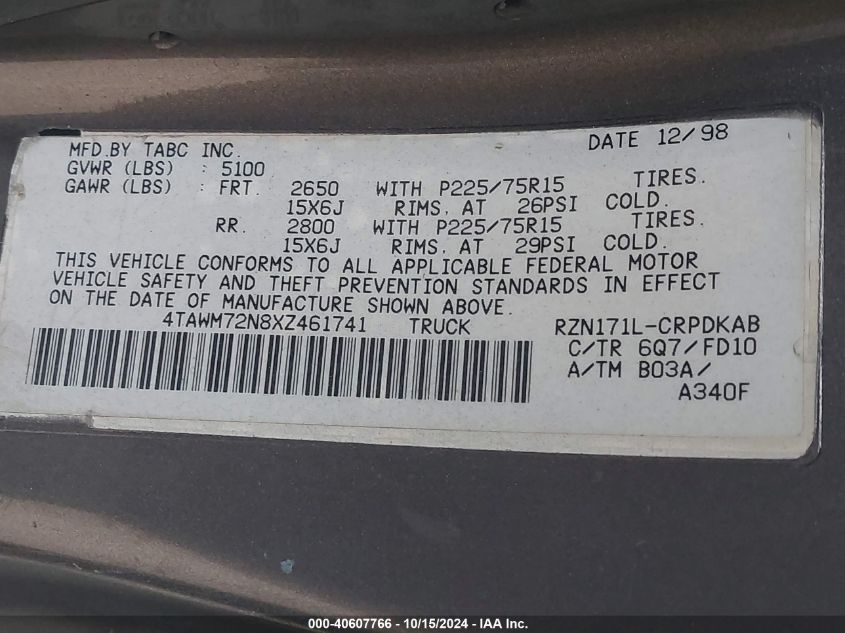 DATE 12/98
MFD.BY TABC INC.
GVWR (LBS) : 5100
GAWR (LBS) : FRT. 2650 WITH P225/75R15 TIRES.
15X6J RIMS, AT 26PSI COLD.
RR. 2800 WITH P225/75R15 TIRES.
15X6J RIMS, AT 29PSI COLD.
THIS VEHICLE CONFORMS TO ALL APPLICABLE FEDERAL MOTOR
VEHICLE SAFETY AND THEFT PREVENTION STANDARDS IN EFFECT
ON THE DATE OF MANUFACTURE SHOWN ABOVE.
4TAWM72N8XZ461741 TRUCK RZN171L-CRPDKAB
C/TR 6Q7/FD10
A/TM B03A/
A340F
000-40607766 - 10/15/2024 - IAA Inc.